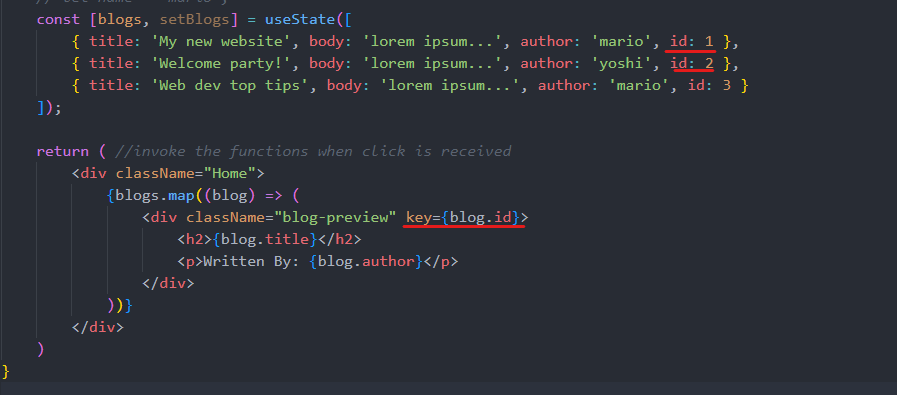 const [blogs, setBlogs] = useState([
{ title: 'My new website', body: 'lorem ipsum...', author: 'mario', id: 1 },
{ title: 'Welcome party!', body: 'lorem ipsum...', author: 'yoshi', id: 2 },
{ title: 'Web dev top tips', body: 'lorem ipsum...', author: 'mario', id: 3 }
]);
return ( //invoke the functions when click is received
<div className="Home">
{blogs.map((blog) => (
<div className="blog-preview" key={blog.id}>
<h2>{blog.title}</h2>
<p>Written By: {blog.author}</p>
</div>
))}
</div>
)
}